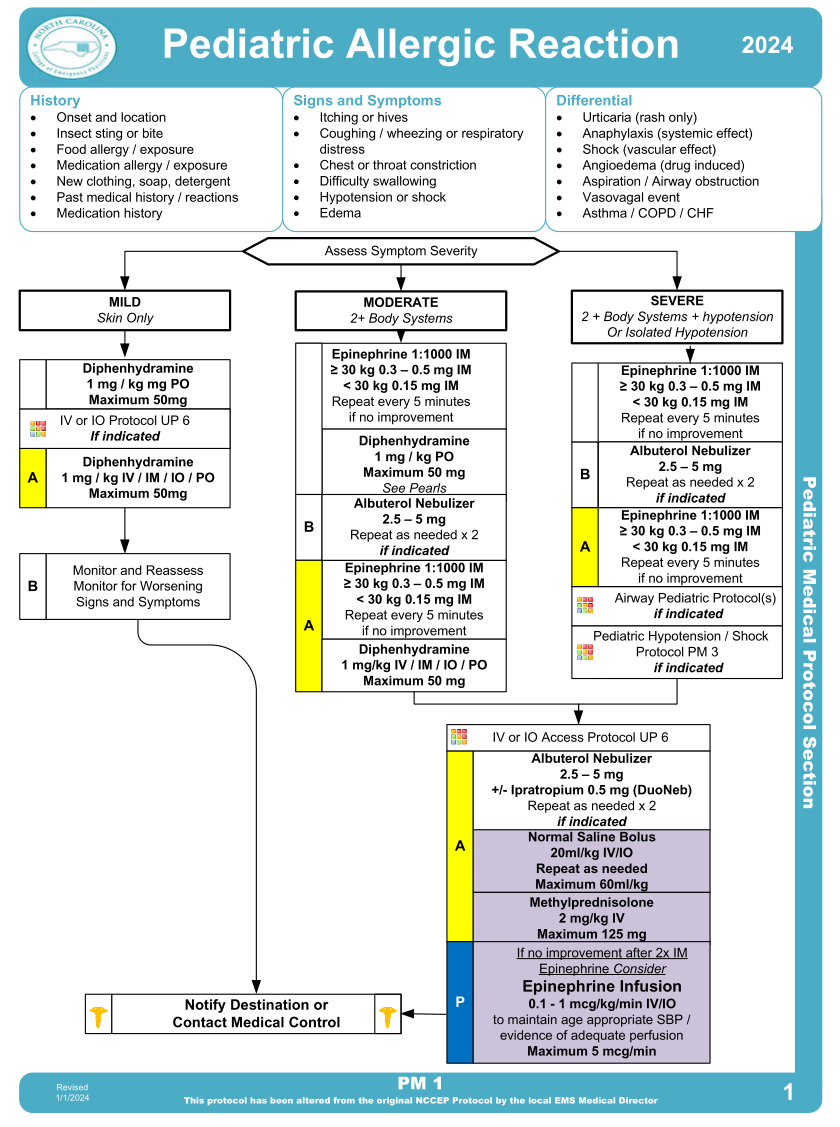 NORTH CAROLINA
College of Emergency Physicians
Pediatric Allergic Reaction
2024
History
• Onset and location
• Insect sting or bite
• Food allergy / exposure
• Medication allergy / exposure
• New clothing, soap, detergent
• Past medical history / reactions
• Medication history
Signs and Symptoms
• Itching or hives
• Coughing / wheezing or respiratory
distress
• Chest or throat constriction
• Difficulty swallowing
• Hypotension or shock
• Edema
Differential
• Urticaria (rash only)
• Anaphylaxis (systemic effect)
• Shock (vascular effect)
• Angioedema (drug induced)
• Aspiration / Airway obstruction
• Vasovagal event
• Asthma / COPD / CHF
Assess Symptom Severity
MILD
Skin Only
Diphenhydramine
1 mg / kg mg PO
Maximum 50mg
IV or IO Protocol UP 6
If indicated
A
Diphenhydramine
1 mg / kg IV / IM / IO / PO
Maximum 50mg
B
Monitor and Reassess
Monitor for Worsening
Signs and Symptoms
MODERATE
2+ Body Systems
Epinephrine 1:1000 IM
≥ 30 kg 0.3 – 0.5 mg IM
< 30 kg 0.15 mg IM
Repeat every 5 minutes
if no improvement
Diphenhydramine
1 mg / kg PO
Maximum 50 mg
See Pearls
B
Albuterol Nebulizer
2.5 – 5 mg
Repeat as needed x 2
if indicated
A
Epinephrine 1:1000 IM
≥ 30 kg 0.3 – 0.5 mg IM
< 30 kg 0.15 mg IM
Repeat every 5 minutes
if no improvement
Diphenhydramine
1 mg/kg IV / IM / IO / PO
Maximum 50 mg
SEVERE
2 + Body Systems + hypotension
Or Isolated Hypotension
Epinephrine 1:1000 IM
≥ 30 kg 0.3 – 0.5 mg IM
< 30 kg 0.15 mg IM
Repeat every 5 minutes
if no improvement
B
Albuterol Nebulizer
2.5 – 5 mg
Repeat as needed x 2
if indicated
A
Epinephrine 1:1000 IM
≥ 30 kg 0.3 – 0.5 mg IM
< 30 kg 0.15 mg IM
Repeat every 5 minutes
if no improvement
Airway Pediatric Protocol(s)
if indicated
Pediatric Hypotension / Shock
Protocol PM 3
if indicated
IV or IO Access Protocol UP 6
A
Albuterol Nebulizer
2.5 – 5 mg
+/- Ipratropium 0.5 mg (DuoNeb)
Repeat as needed x 2
if indicated
Normal Saline Bolus
20ml/kg IV/IO
Repeat as needed
Maximum 60ml/kg
Methylprednisolone
2 mg/kg IV
Maximum 125 mg
P
If no improvement after 2x IM
Epinephrine Consider
Epinephrine Infusion
0.1 - 1 mcg/kg/min IV/IO
to maintain age appropriate SBP /
evidence of adequate perfusion
Maximum 5 mcg/min
Notify Destination or
Contact Medical Control
Pediatric Medical Protocol Section
Revised
1/1/2024
PM 1
This protocol has been altered from the original NCCEP Protocol by the local EMS Medical Director
1